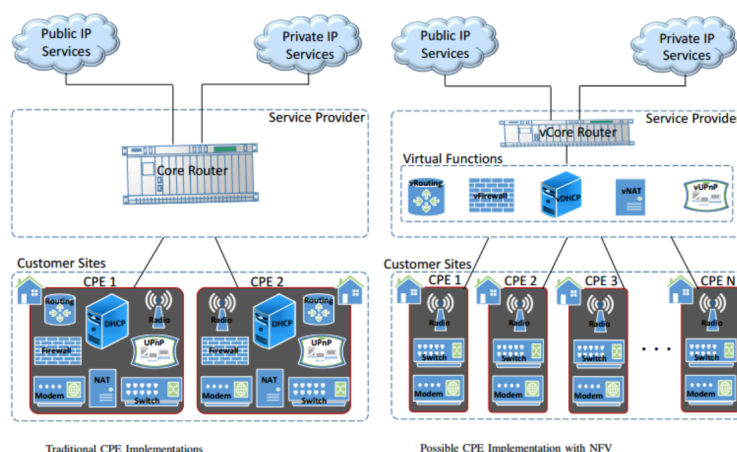 Public IP
Services
Private IP
Services
Service Provider
Core Router
Customer Sites
CPE 1
CPE 2
Routing
DHCP
Radio
Firewall
UPnP
Modem
NAT
Switch
Routing
DHCP
Radio
Firewall
UPnP
Modem
NAT
Switch
Traditional CPE Implementations
Public IP
Services
Private IP
Services
Service Provider
vCore Router
Virtual Functions
vRouting
vFirewall
vDHCP
vNAT
vUPnP
Customer Sites
CPE 1
CPE 2
CPE 3
CPE N
Radio
Radio
Radio
Radio
Switch
Switch
Switch
. . .
Switch
Modem
Modem
Modem
Modem
Possible CPE Implementation with NFV